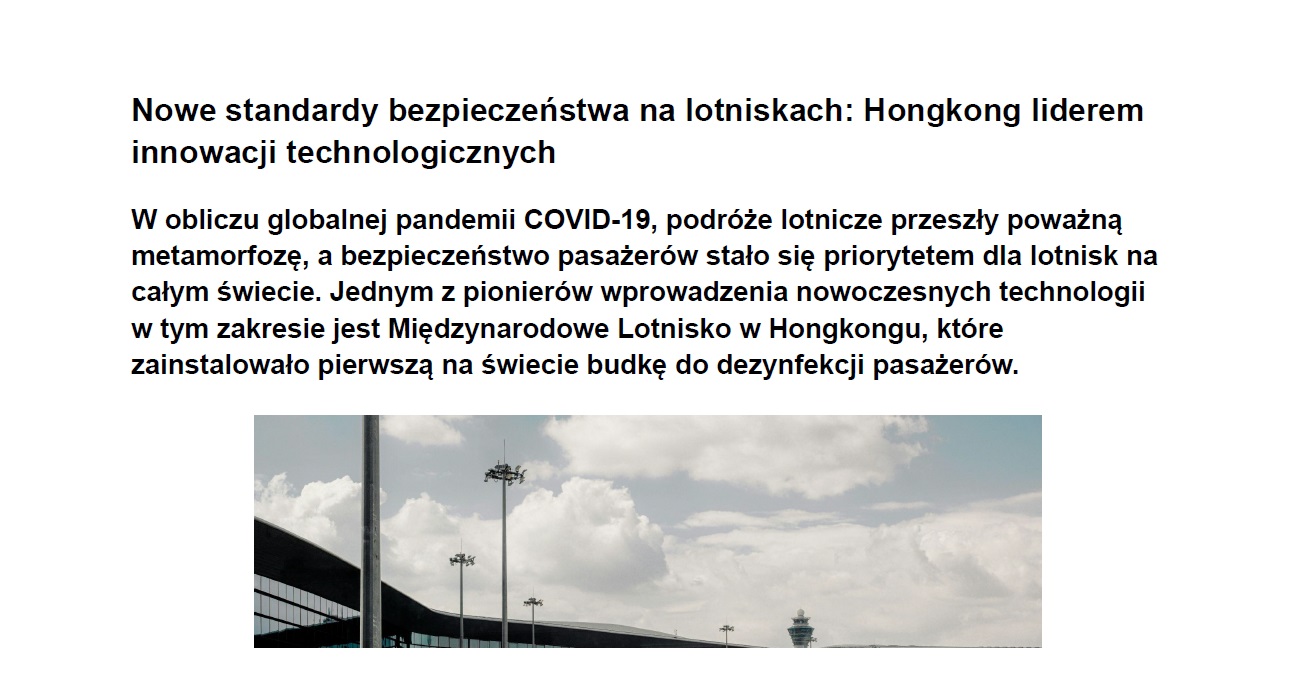 Nowe standardy bezpieczeństwa na lotniskach: Hongkong liderem
innowacji technologicznych
W obliczu globalnej pandemii COVID-19, podróże lotnicze przeszły poważną
metamorfozę, a bezpieczeństwo pasażerów stało się priorytetem dla lotnisk na
całym świecie. Jednym z pionierów wprowadzenia nowoczesnych technologii
w tym zakresie jest Międzynarodowe Lotnisko w Hongkongu, które
zainstalowało pierwszą na świecie budkę do dezynfekcji pasażerów.